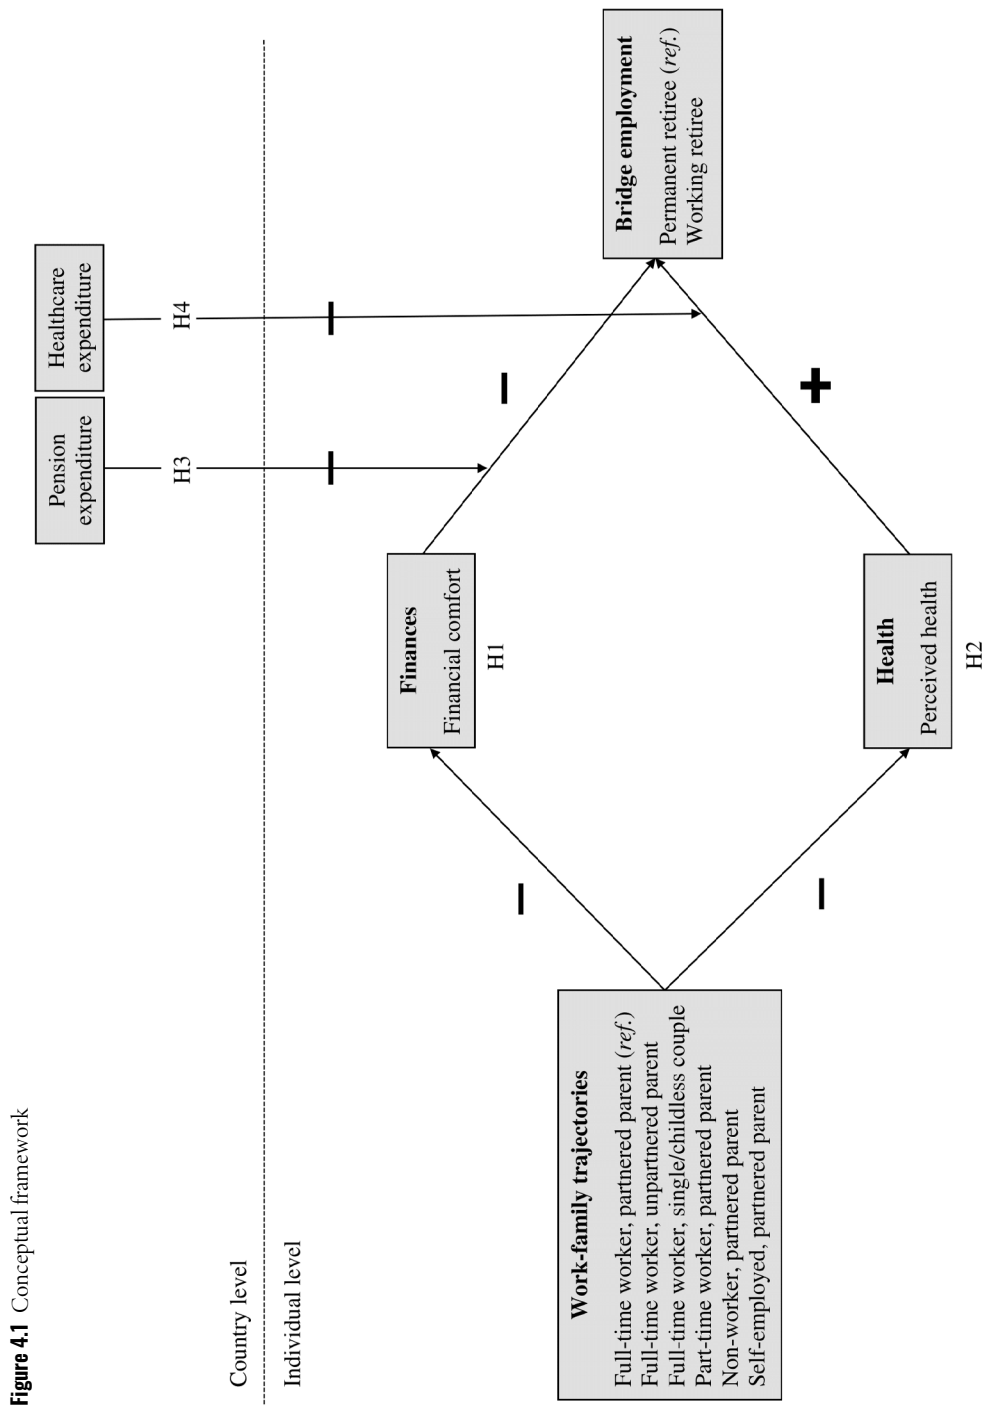 Figure 4.1 Conceptual framework
Country level
Individual level
Pension
expenditure
Healthcare
expenditure
H3
H4
–
–
Work-family trajectories
Full-time worker, partnered parent (ref.)
Full-time worker, unpartnered parent
Full-time worker, single/childless couple
Part-time worker, partnered parent
Non-worker, partnered parent
Self-employed, partnered parent
–
–
Finances
Financial comfort
H1
Health
Perceived health
H2
–
+
Bridge employment
Permanent retiree (ref.)
Working retiree